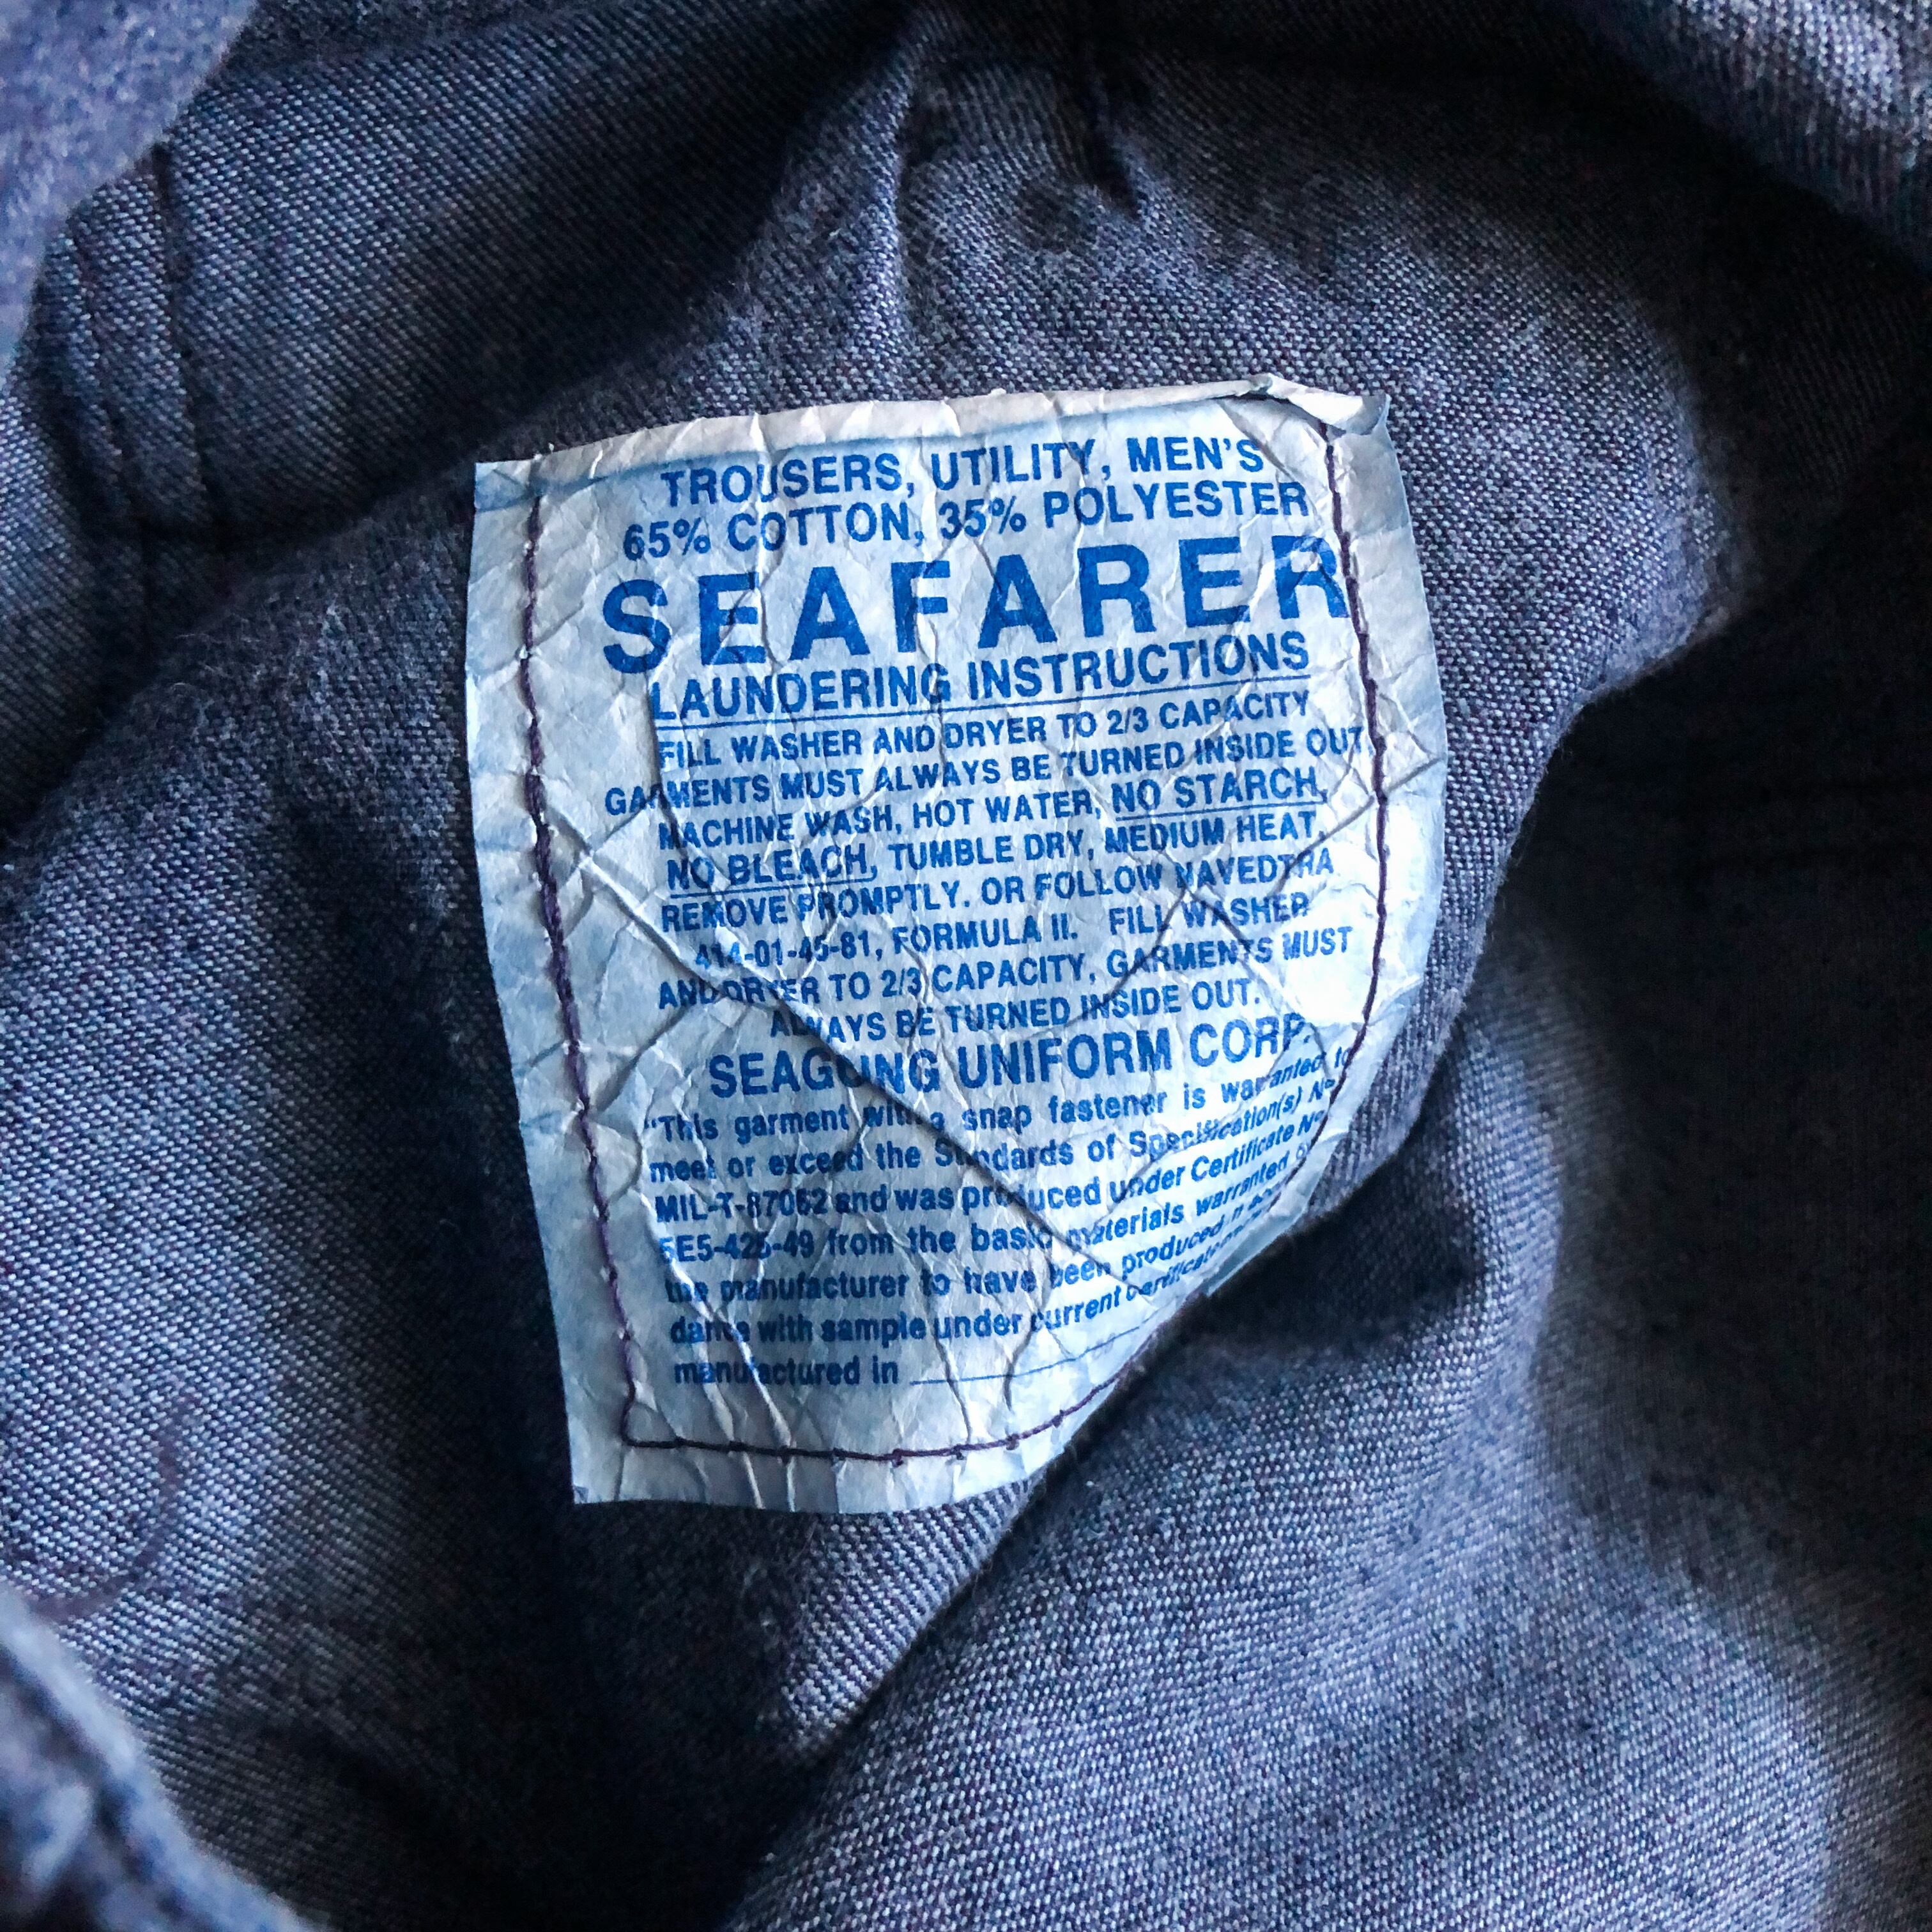 TROUSERS, UTILITY, MEN'S
65% COTTON, 35% POLYESTER
SEAFARER
LAUNDERING INSTRUCTIONS
FILL WASHER AND DRYER TO 2/3 CAPACITY
GARMENTS MUST ALWAYS BE TURNED INSIDE OUT,
MACHINE WASH, HOT WATER, NO STARCH,
NO BLEACH, TUMBLE DRY, MEDIUM HEAT,
REMOVE PROMPTLY. OR FOLLOW NAVEDTRA
414-01-45-81, FORMULA II. FILL WASHER
AND DRYER TO 2/3 CAPACITY, GARMENTS MUST
ALWAYS BE TURNED INSIDE OUT.
SEAGOING UNIFORM CORP.
"This garment with a snap fastener is warranted to
meet or exceed the Standards of Specification(s) Nº
MIL-T-87062 and was produced under Certificate Nº
5E5-425-49 from the basic materials warranted by
the manufacturer to have been produced
dance with sample under current certificate
manufactured in